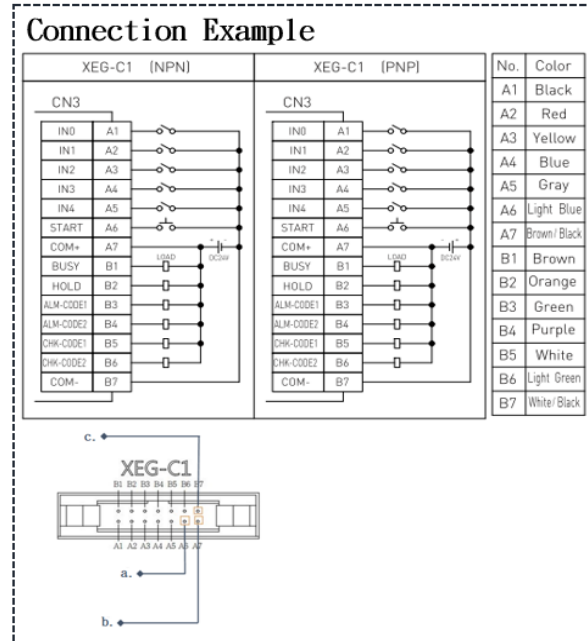 Connection Example
XEG-C1 (NPN)
CN3
IN0 A1
IN1 A2
IN2 A3
IN3 A4
IN4 A5
START A6
COM+ A7
BUSY B1
HOLD B2
ALM-CODE1 B3
ALM-CODE2 B4
CHK-CODE1 B5
CHK-CODE2 B6
COM- B7
LOAD
+ -
DC24V
XEG-C1 (PNP)
CN3
IN0 A1
IN1 A2
IN2 A3
IN3 A4
IN4 A5
START A6
COM+ A7
BUSY B1
HOLD B2
ALM-CODE1 B3
ALM-CODE2 B4
CHK-CODE1 B5
CHK-CODE2 B6
COM- B7
LOAD
DC24V
No. Color
A1 Black
A2 Red
A3 Yellow
A4 Blue
A5 Gray
A6 Light Blue
A7 Brown/Black
B1 Brown
B2 Orange
B3 Green
B4 Purple
B5 White
B6 Light Green
B7 White/Black
c.
XEG-C1
B1 B2 B3 B4 B5 B6 B7
A1 A2 A3 A4 A5 A6 A7
a.
b.